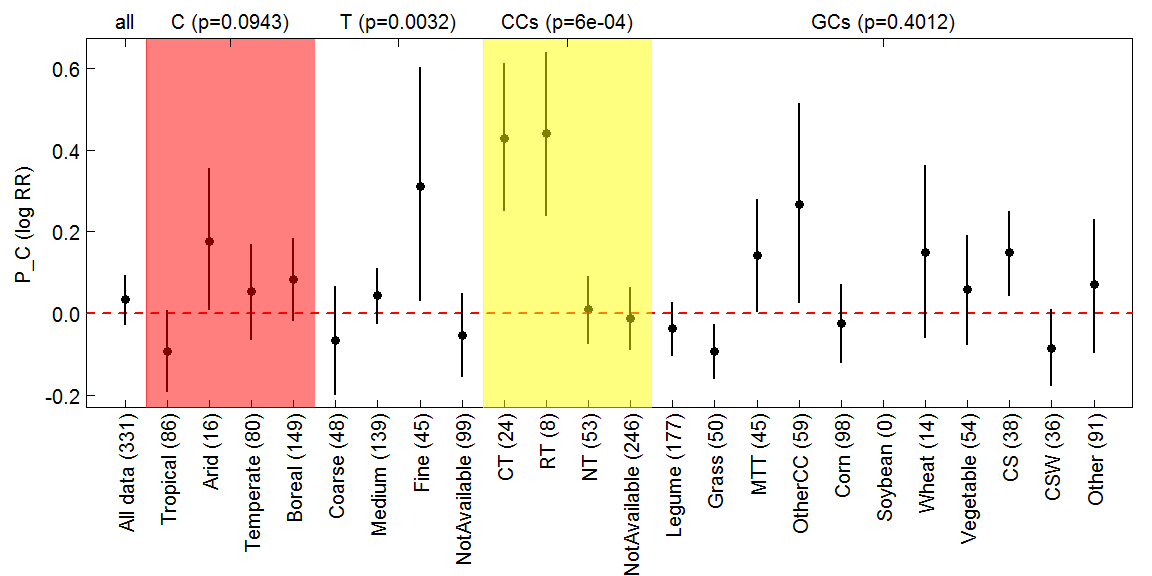 all C (p=0.0943) T (p=0.0032) CCs (p=6e-04) GCs (p=0.4012)
P_C (log RR)
0.6
0.4
0.2
0.0
-0.2
All data (331)
Tropical (86)
Arid (16)
Temperate (80)
Boreal (149)
Coarse (48)
Medium (139)
Fine (45)
NotAvailable (99)
CT (24)
RT (8)
NT (53)
NotAvailable (246)
Legume (177)
Grass (50)
MTT (45)
OtherCC (59)
Corn (98)
Soybean (0)
Wheat (14)
Vegetable (54)
CS (38)
CSW (36)
Other (91)